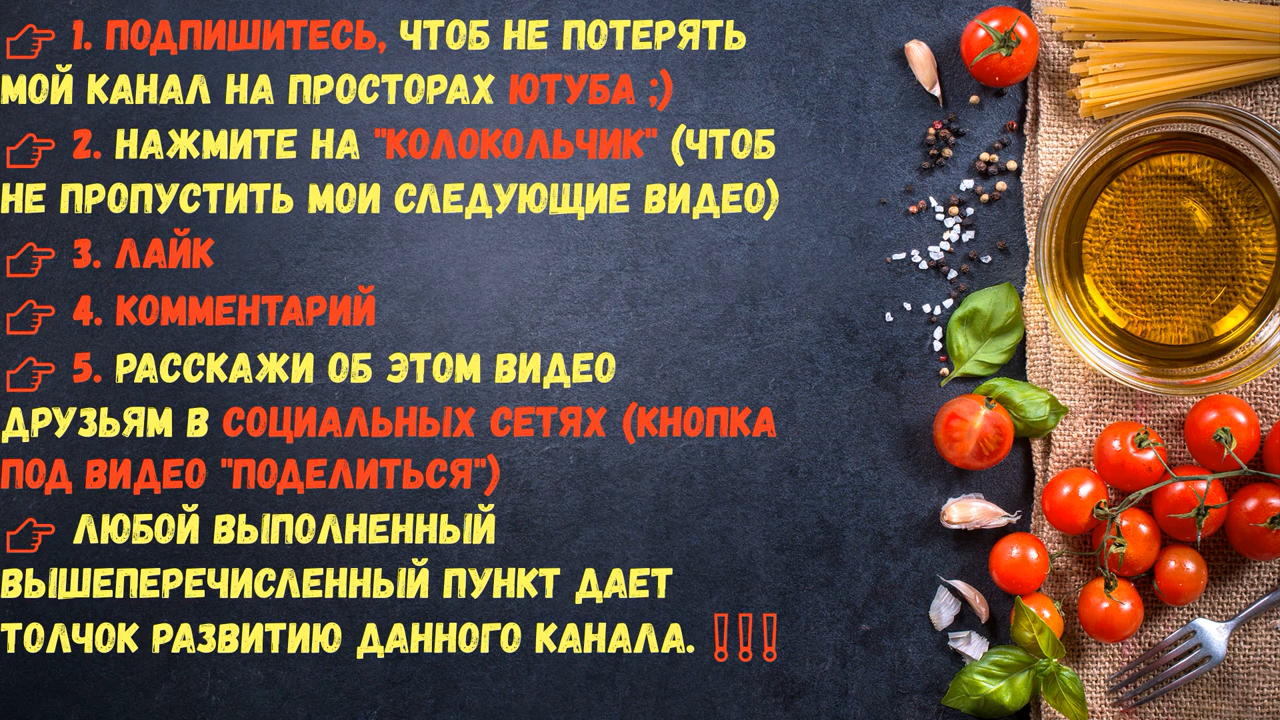 👉 1. ПОДПИШИТЕСЬ, ЧТОБ НЕ ПОТЕРЯТЬ
МОЙ КАНАЛ НА ПРОСТОРАХ ЮТУБА ;)
👉 2. НАЖМИТЕ НА "КОЛОКОЛЬЧИК" (ЧТОБ
НЕ ПРОПУСТИТЬ МОИ СЛЕДУЮЩИЕ ВИДЕО)
👉 3. ЛАЙК
👉 4. КОММЕНТАРИЙ
👉 5. РАССКАЖИ ОБ ЭТОМ ВИДЕО
ДРУЗЬЯМ В СОЦИАЛЬНЫХ СЕТЯХ (КНОПКА
ПОД ВИДЕО "ПОДЕЛИТЬСЯ")
👉 ЛЮБОЙ ВЫПОЛНЕННЫЙ
ВЫШЕПЕРЕЧИСЛЕННЫЙ ПУНКТ ДАЕТ
ТОЛЧОК РАЗВИТИЮ ДАННОГО КАНАЛА. !!!